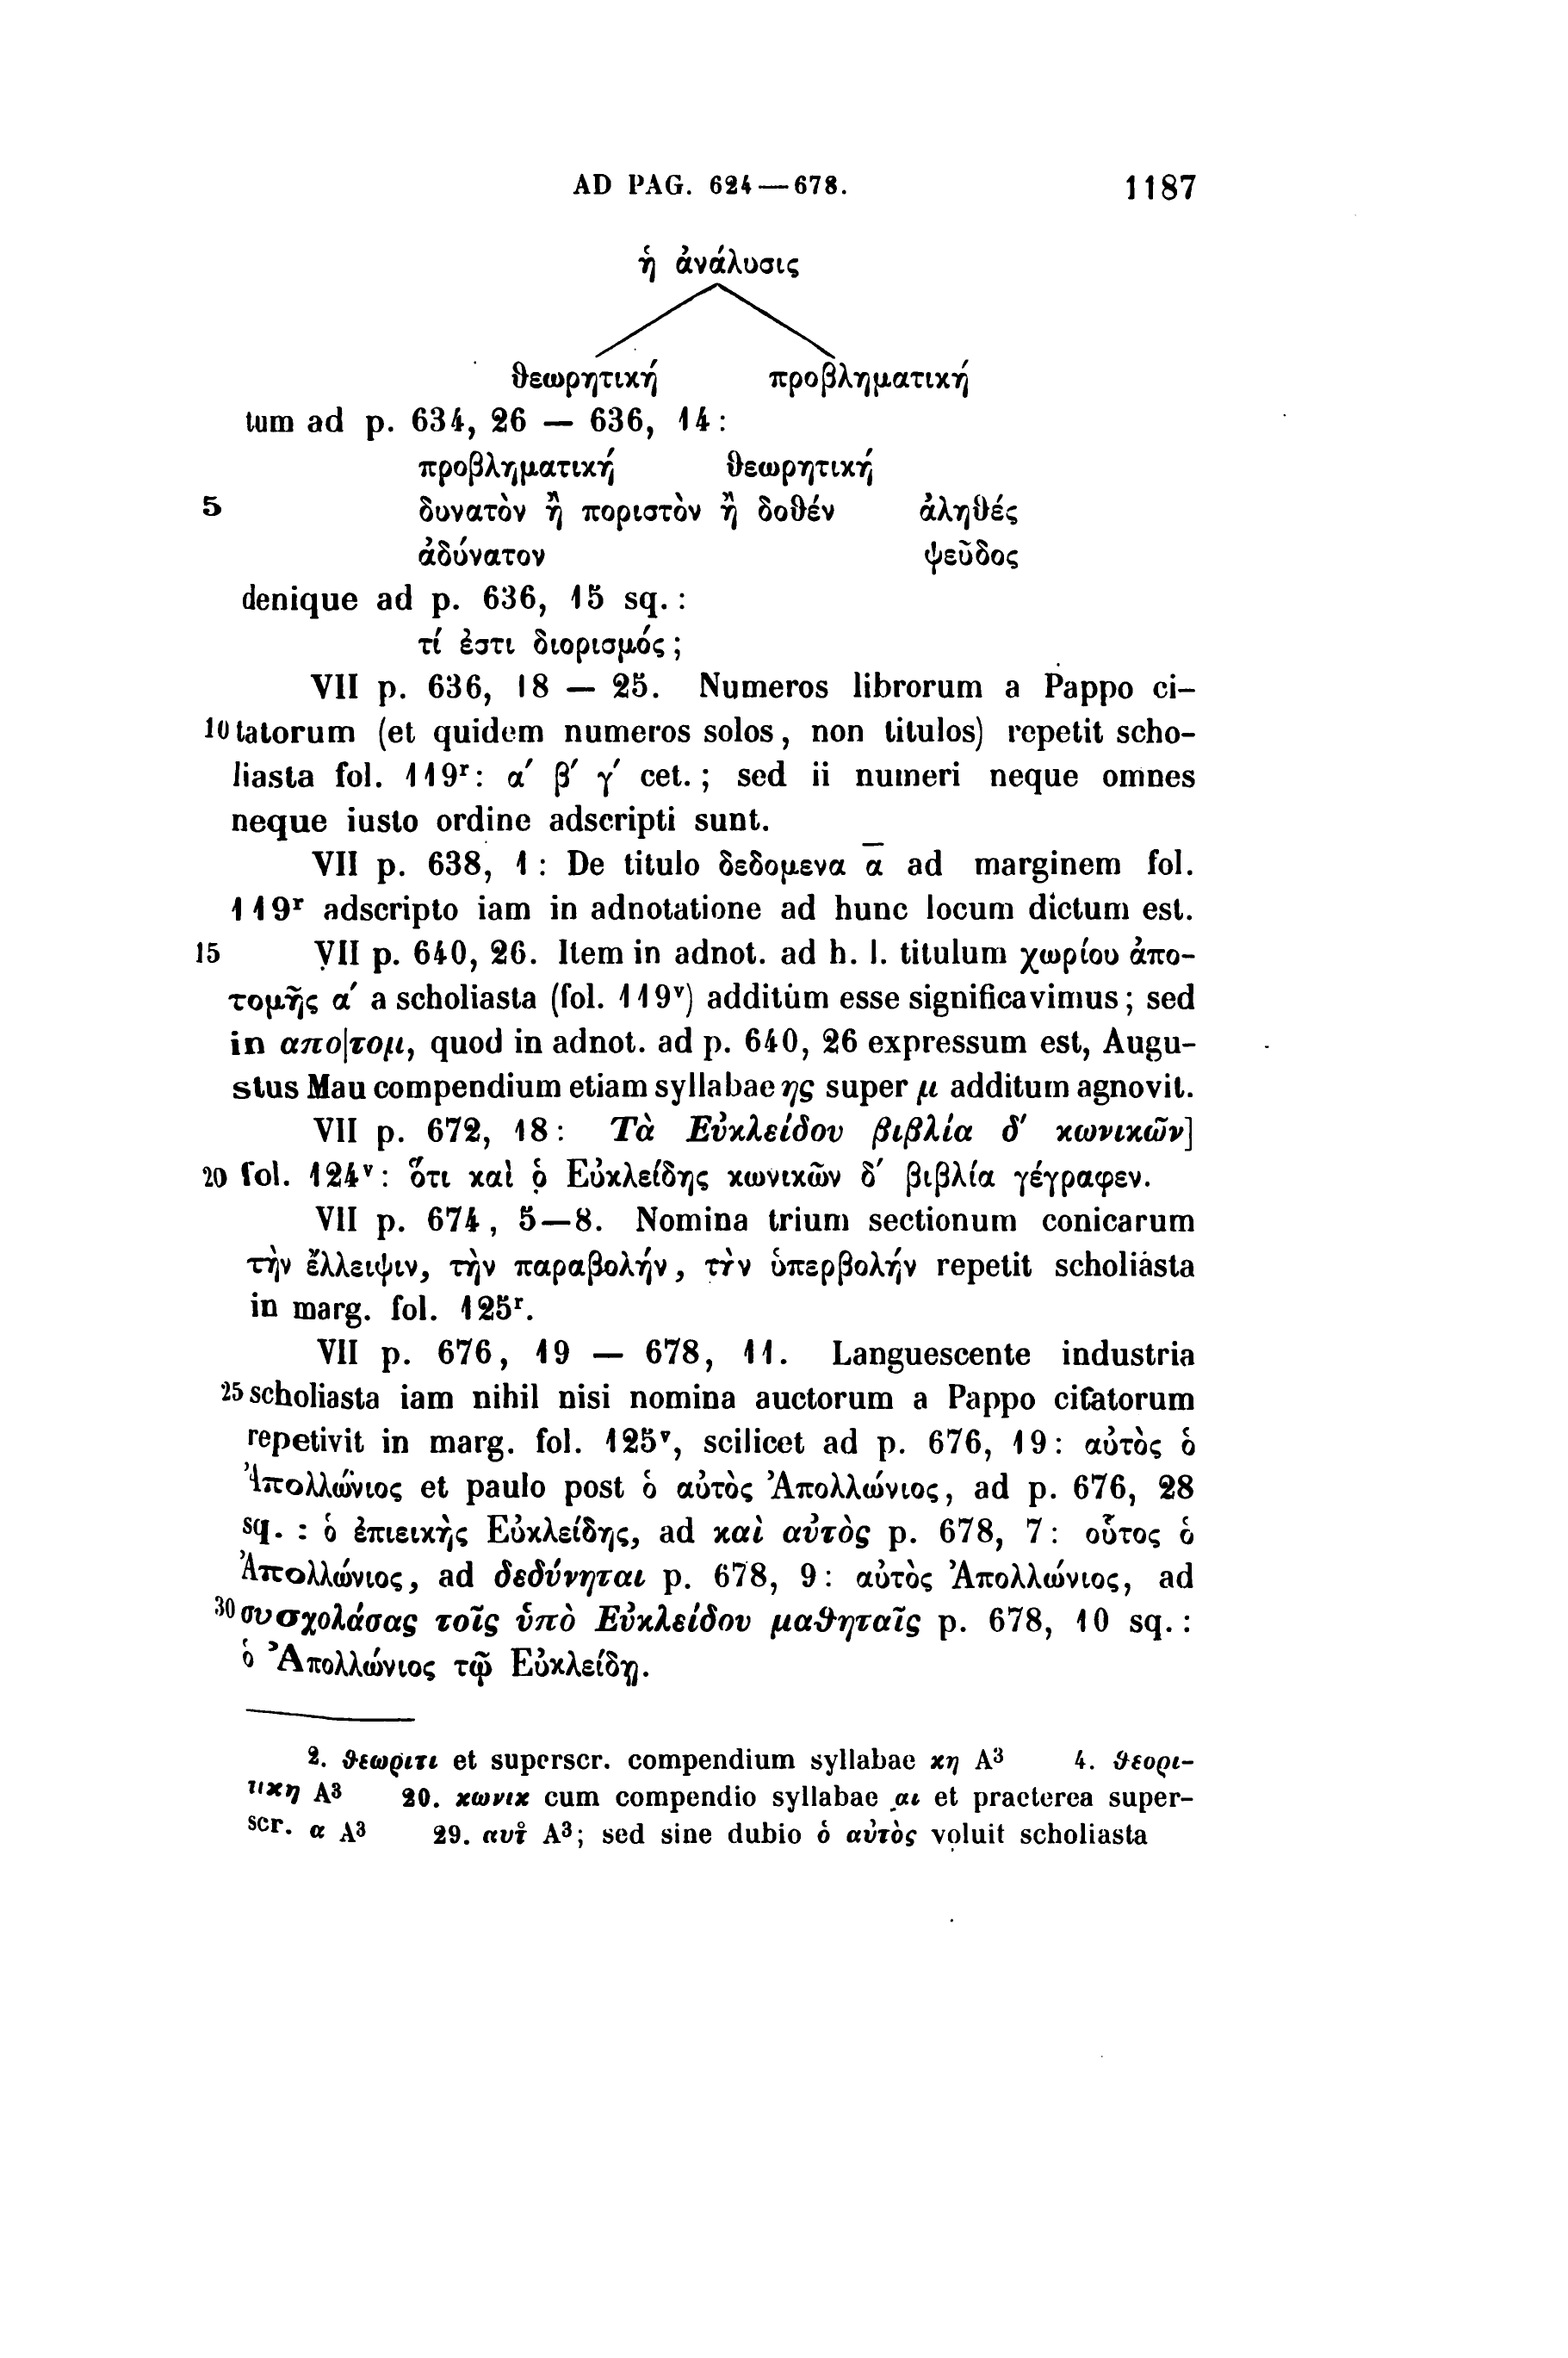 AD PAG. 624—678. 1187
ἡ ἀνάλυσις
θεωρητική προβληματική
tum ad p. 634, 26 — 636, 14:
προβληματική θεωρητική
5 δυνατὸν ἢ ποριστὸν ἢ δοθέν ἀληθές
ἀδύνατον ψεῦδος
denique ad p. 636, 15 sq.:
τί ἐστι διορισμός;
VII p. 636, 18 — 25. Numeros librorum a Pappo ci-
10 tatorum (et quidem numeros solos, non titulos) repetit scho-
liasta fol. 119ʳ: α΄ β΄ γ΄ cet.; sed ii numeri neque omnes
neque iusto ordine adscripti sunt.
VII p. 638, 1: De titulo δεδομενα α̅ ad marginem fol.
119ʳ adscripto iam in adnotatione ad hunc locum dictum est.
15 VII p. 640, 26. Item in adnot. ad h. l. titulum χωρίου ἀπο-
τομῆς α΄ a scholiasta (fol. 119ᵛ) additum esse significavimus; sed
in απο|τομ, quod in adnot. ad p. 640, 26 expressum est, Augu-
stus Mau compendium etiam syllabae ης super μ additum agnovit.
VII p. 672, 18: Τὰ Εὐκλείδου βιβλία δ΄ κωνικῶν]
20 fol. 124ᵛ: ὅτι καὶ ὁ Εὐκλείδης κωνικῶν δ΄ βιβλία γέγραφεν.
VII p. 674, 5—8. Nomina trium sectionum conicarum
τὴν ἔλλειψιν, τὴν παραβολήν, τὴν ὑπερβολήν repetit scholiasta
in marg. fol. 125ʳ.
VII p. 676, 19 — 678, 11. Languescente industria
25 scholiasta iam nihil nisi nomina auctorum a Pappo citatorum
repetivit in marg. fol. 125ᵛ, scilicet ad p. 676, 19: αὐτὸς ὁ
Ἀπολλώνιος et paulo post ὁ αὐτὸς Ἀπολλώνιος, ad p. 676, 28
sq.: ὁ ἐπιεικὴς Εὐκλείδης, ad καὶ αὐτὸς p. 678, 7: οὗτος ὁ
Ἀπολλώνιος, ad δεδύνηται p. 678, 9: αὐτὸς Ἀπολλώνιος, ad
30 συσχολάσας τοῖς ὑπὸ Εὐκλείδου μαθηταῖς p. 678, 10 sq.:
ὁ Ἀπολλώνιος τῷ Εὐκλείδῃ.
2. θεωριτι et superscr. compendium syllabae κη A³ 4. θεορι-
τικη A³ 20. κωνικ cum compendio syllabae αι et praeterea super-
scr. α A³ 29. A³; sed sine dubio ὁ αὐτὸς voluit scholiasta